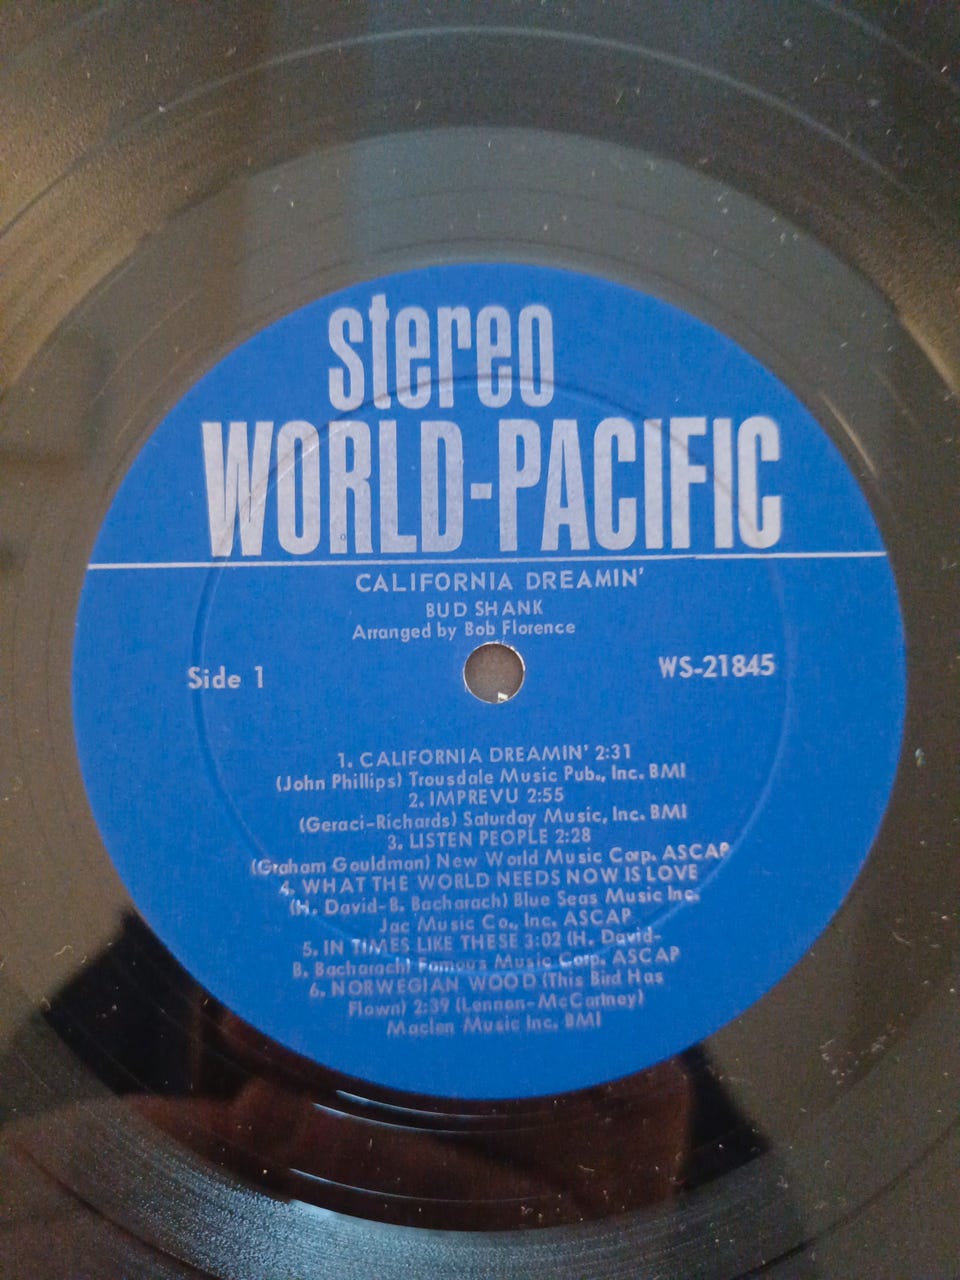 stereo
WORLD-PACIFIC
CALIFORNIA DREAMIN'
BUD SHANK
Arranged by Bob Florence
Side 1
WS-21845
1. CALIFORNIA DREAMIN' 2:31
(John Phillips) Trousdale Music Pub., Inc. BMI
2. IMPREVU 2:55
(Geraci-Richards) Saturday Music, Inc. BMI
3. LISTEN PEOPLE 2:28
(Graham Gouldman) New World Music Corp. ASCAP
4. WHAT THE WORLD NEEDS NOW IS LOVE
(H. David-B. Bacharach) Blue Seas Music Inc.
Jac Music Co., Inc. ASCAP
5. IN TIMES LIKE THESE 3:02 (H. David-
B. Bacharach) Famous Music Corp. ASCAP
6. NORWEGIAN WOOD (This Bird Has
Flown) 2:39 (Lennon-McCartney)
Maclen Music Inc. BMI